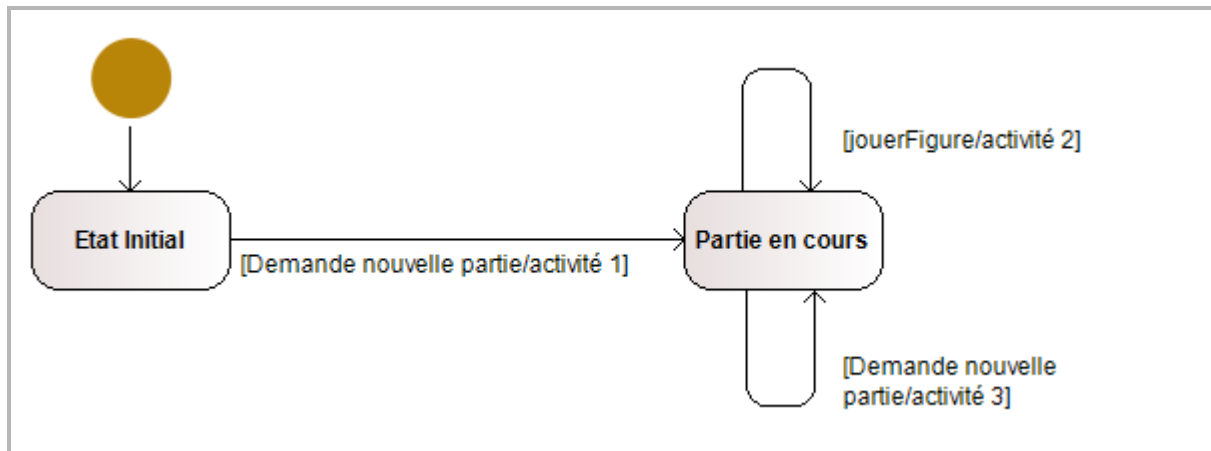 [jouerFigure/activité 2]
Etat Initial
Partie en cours
[Demande nouvelle partie/activité 1]
[Demande nouvelle
partie/activité 3]